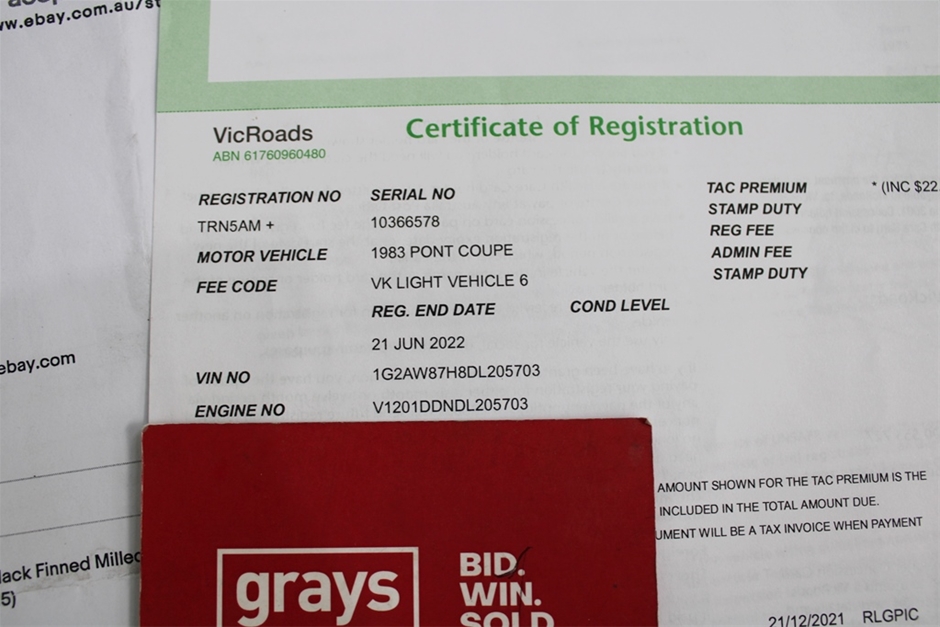 ww.ebay.com.au/st
VicRoads
ABN 61760960480
Certificate of Registration
REGISTRATION NO
SERIAL NO
TRN5AM +
10366578
MOTOR VEHICLE
1983 PONT COUPE
FEE CODE
VK LIGHT VEHICLE 6
REG. END DATE
COND LEVEL
21 JUN 2022
VIN NO
1G2AW87H8DL205703
ENGINE NO
V1201DDNDL205703
TAC PREMIUM
* (INC $22.
STAMP DUTY
REG FEE
ADMIN FEE
STAMP DUTY
ebay.com
AMOUNT SHOWN FOR THE TAC PREMIUM IS THE
INCLUDED IN THE TOTAL AMOUNT DUE.
UMENT WILL BE A TAX INVOICE WHEN PAYMENT
lack Finned Milled
5)
grays
BID.
WIN.
SOLD
21/12/2021 RLGPIC